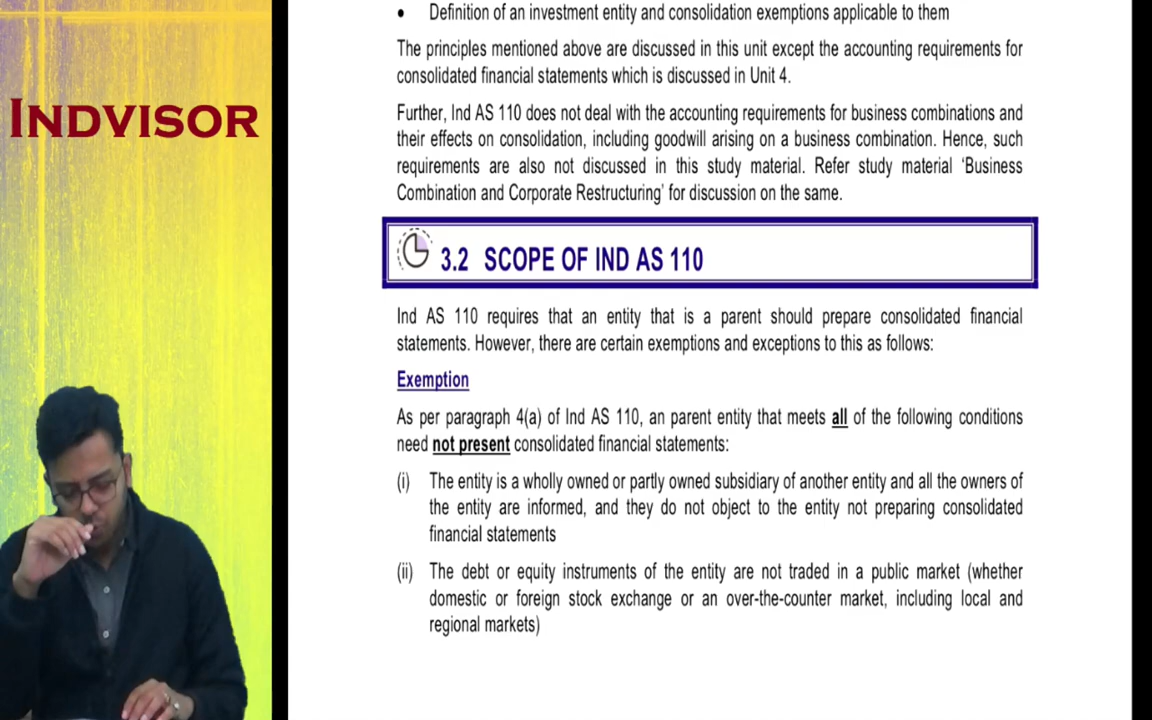 INDVISOR
• Definition of an investment entity and consolidation exemptions applicable to them
The principles mentioned above are discussed in this unit except the accounting requirements for
consolidated financial statements which is discussed in Unit 4.
Further, Ind AS 110 does not deal with the accounting requirements for business combinations and
their effects on consolidation, including goodwill arising on a business combination. Hence, such
requirements are also not discussed in this study material. Refer study material ‘Business
Combination and Corporate Restructuring’ for discussion on the same.
3.2 SCOPE OF IND AS 110
Ind AS 110 requires that an entity that is a parent should prepare consolidated financial
statements. However, there are certain exemptions and exceptions to this as follows:
Exemption
As per paragraph 4(a) of Ind AS 110, an parent entity that meets all of the following conditions
need not present consolidated financial statements:
(i) The entity is a wholly owned or partly owned subsidiary of another entity and all the owners of
the entity are informed, and they do not object to the entity not preparing consolidated
financial statements
(ii) The debt or equity instruments of the entity are not traded in a public market (whether
domestic or foreign stock exchange or an over-the-counter market, including local and
regional markets)